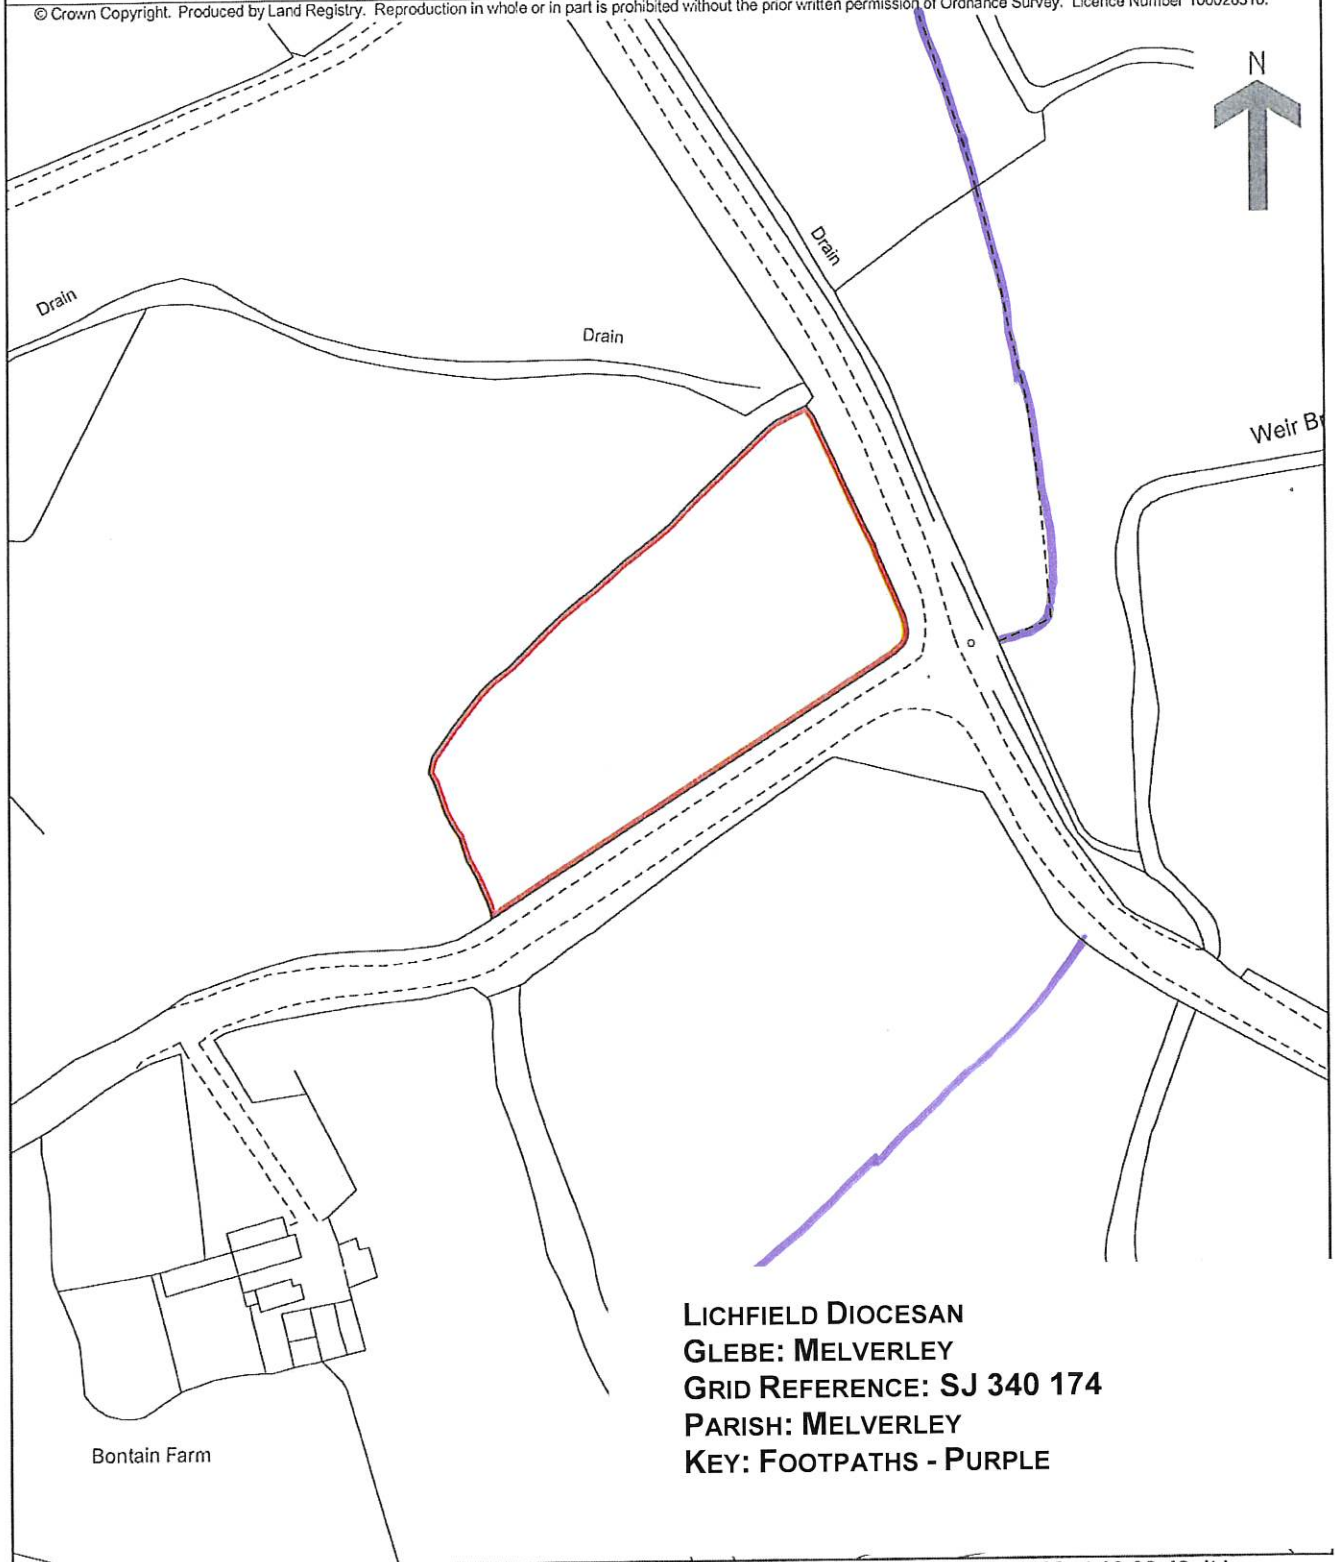 © Crown Copyright. Produced by Land Registry. Reproduction in whole or in part is prohibited without the prior written permission of Ordnance Survey. Licence Number
N
Drain
Drain
Drain
Weir
LICHFIELD DIOCESAN
GLEBE: MELVERLEY
GRID REFERENCE: SJ 340 174
PARISH: MELVERLEY
KEY: FOOTPATHS - PURPLE
Bontain Farm